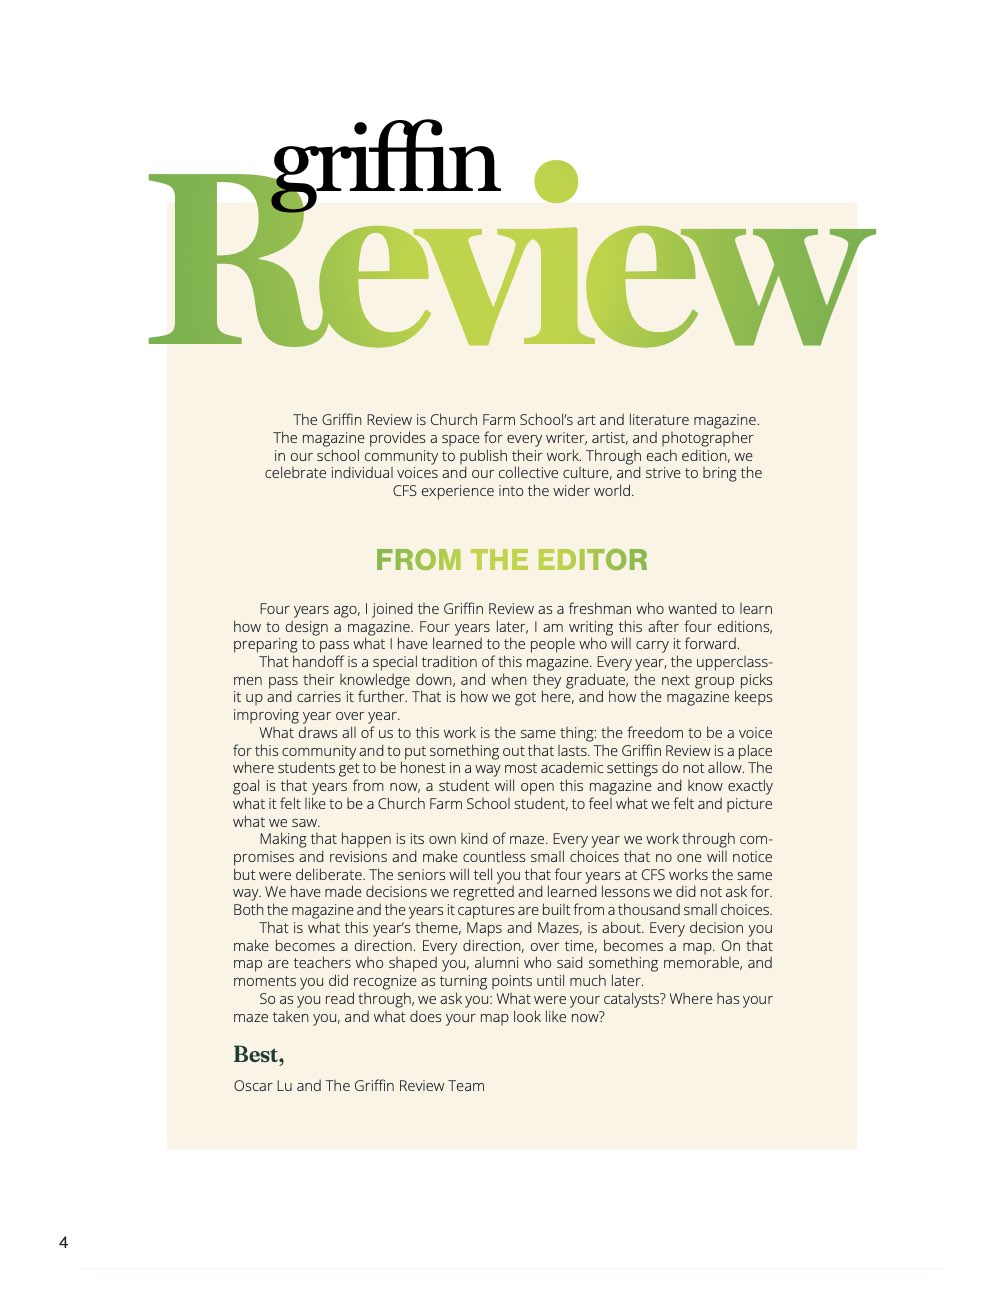 griffin
Review
The Griffin Review is Church Farm School's art and literature magazine.
The magazine provides a space for every writer, artist, and photographer
in our school community to publish their work. Through each edition, we
celebrate individual voices and our collective culture, and strive to bring the
CFS experience into the wider world.
FROM THE EDITOR
Four years ago, I joined the Griffin Review as a freshman who wanted to learn
how to design a magazine. Four years later, I am writing this after four editions,
preparing to pass what I have learned to the people who will carry it forward.
That handoff is a special tradition of this magazine. Every year, the upperclass-
men pass their knowledge down, and when they graduate, the next group picks
it up and carries it further. That is how we got here, and how the magazine keeps
improving year over year.
What draws all of us to this work is the same thing: the freedom to be a voice
for this community and to put something out that lasts. The Griffin Review is a place
where students get to be honest in a way most academic settings do not allow. The
goal is that years from now, a student will open this magazine and know exactly
what it felt like to be a Church Farm School student, to feel what we felt and picture
what we saw.
Making that happen is its own kind of maze. Every year we work through com-
promises and revisions and make countless small choices that no one will notice
but were deliberate. The seniors will tell you that four years at CFS works the same
way. We have made decisions we regretted and learned lessons we did not ask for.
Both the magazine and the years it captures are built from a thousand small choices.
That is what this year's theme, Maps and Mazes, is about. Every decision you
make becomes a direction. Every direction, over time, becomes a map. On that
map are teachers who shaped you, alumni who said something memorable, and
moments you did recognize as turning points until much later.
So as you read through, we ask you: What were your catalysts? Where has your
maze taken you, and what does your map look like now?
Best,
Oscar Lu and The Griffin Review Team
4